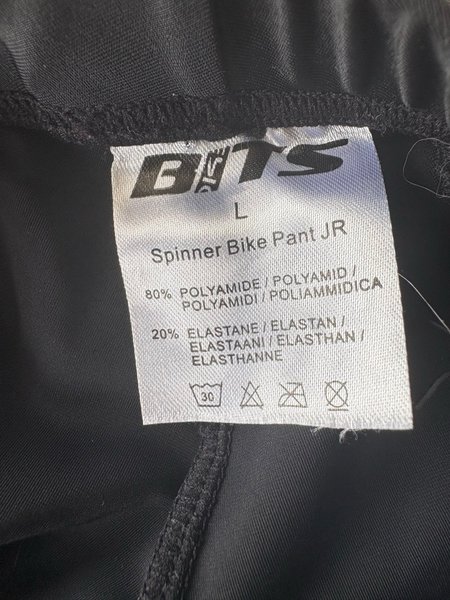 BITS
L
Spinner Bike Pant JR
80% POLYAMIDE / POLYAMID /
POLYAMIDI / POLIAMMIDICA
20% ELASTANE / ELASTAN /
ELASTAANI / ELASTHAN /
ELASTHANNE
30